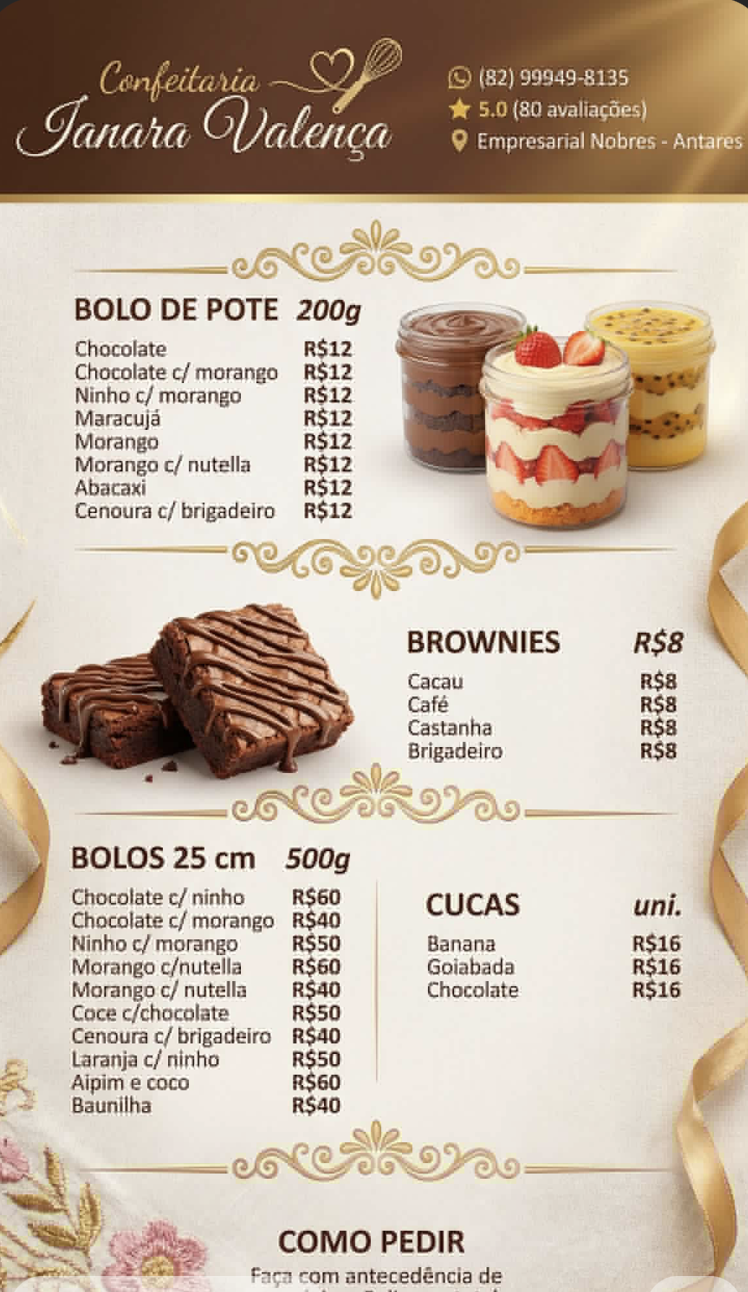 Confeitaria
Janara Valença
(82) 99949-8135
5.0 (80 avaliações)
Empresarial Nobres - Antares
BOLO DE POTE 200g
Chocolate R$12
Chocolate c/ morango R$12
Ninho c/ morango R$12
Maracujá R$12
Morango R$12
Morango c/ nutella R$12
Abacaxi R$12
Cenoura c/ brigadeiro R$12
BROWNIES R$8
Cacau R$8
Café R$8
Castanha R$8
Brigadeiro R$8
BOLOS 25 cm 500g
Chocolate c/ ninho R$60
Chocolate c/ morango R$40
Ninho c/ morango R$50
Morango c/nutella R$60
Morango c/ nutella R$40
Coce c/chocolate R$50
Cenoura c/ brigadeiro R$40
Laranja c/ ninho R$50
Aipim e coco R$60
Baunilha R$40
CUCAS uni.
Banana R$16
Goiabada R$16
Chocolate R$16
COMO PEDIR
Faça com antecedência de